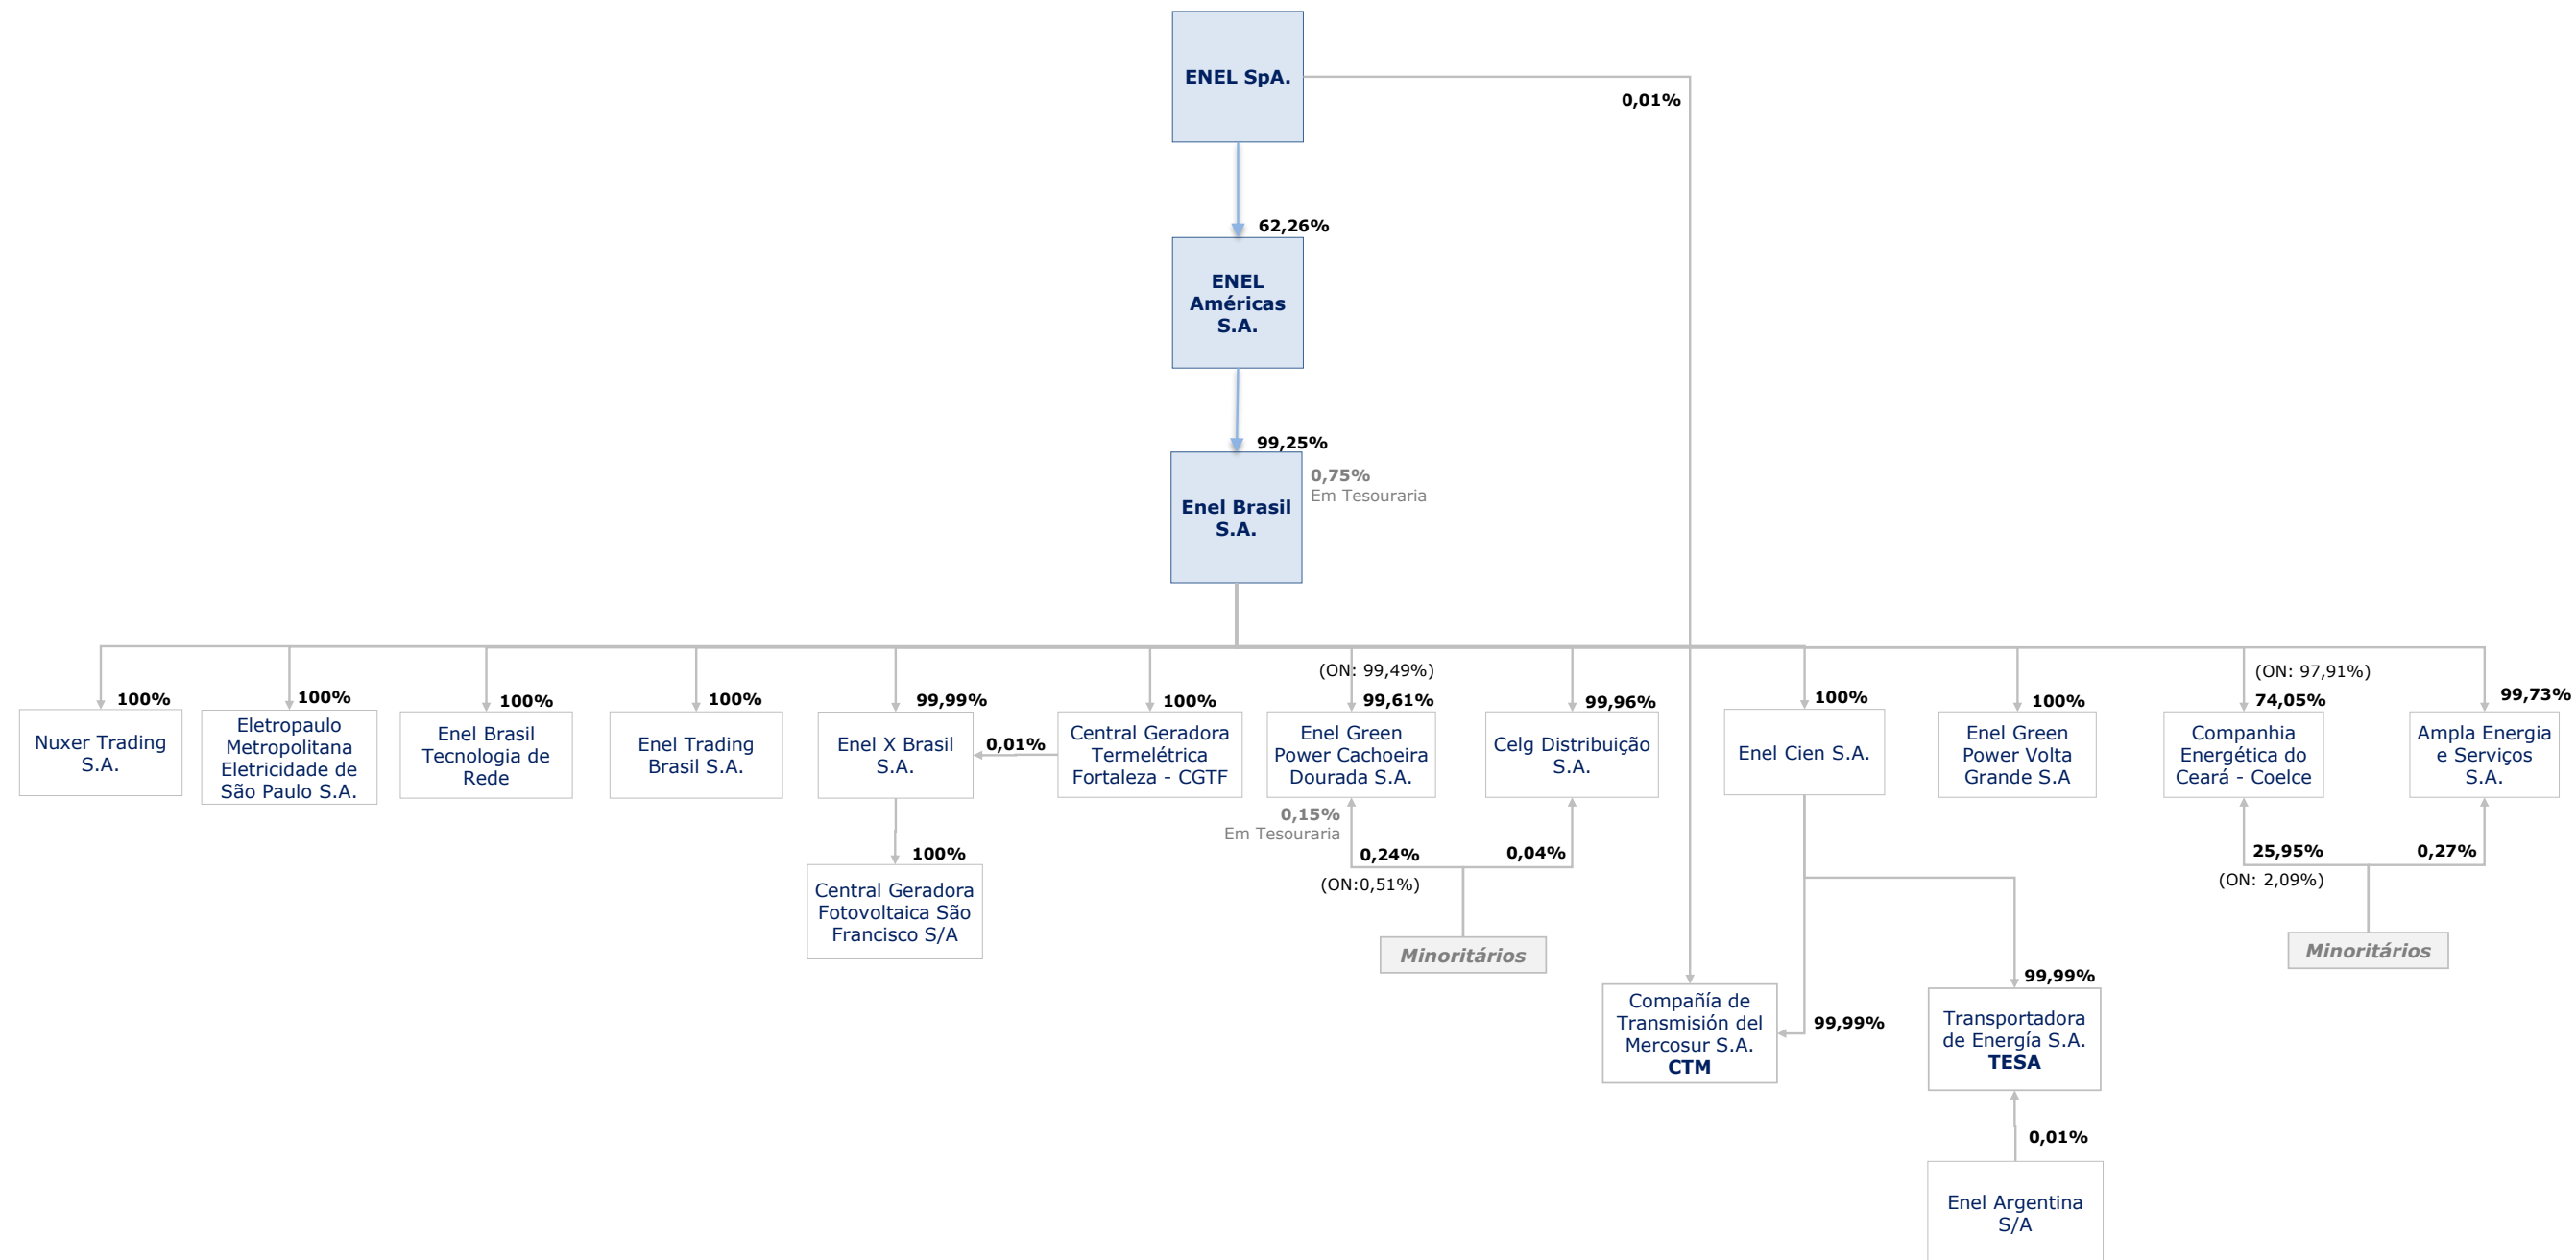 ENEL SpA.
0,01%
62,26%
ENEL
Américas
S.A.
99,25%
0,75%
Em Tesouraria
Enel Brasil
S.A.
(ON: 99,49%)
(ON: 97,91%)
100%
Nuxer Trading
S.A.
100%
Eletropaulo
Metropolitana
Eletricidade de
São Paulo S.A.
100%
Enel Brasil
Tecnologia de
Rede
100%
Enel Trading
Brasil S.A.
99,99%
Enel X Brasil
S.A.
0,01%
100%
Central Geradora
Termelétrica
Fortaleza - CGTF
99,61%
Enel Green
Power Cachoeira
Dourada S.A.
99,96%
Celg Distribuição
S.A.
100%
Enel Cien S.A.
100%
Enel Green
Power Volta
Grande S.A
74,05%
Companhia
Energética do
Ceará - Coelce
99,73%
Ampla Energia
e Serviços
S.A.
0,15%
Em Tesouraria
0,24%
0,04%
(ON:0,51%)
25,95%
0,27%
(ON: 2,09%)
100%
Central Geradora
Fotovoltaica São
Francisco S/A
Minoritários
Minoritários
Compañía de
Transmisión del
Mercosur S.A.
CTM
99,99%
99,99%
Transportadora
de Energía S.A.
TESA
0,01%
Enel Argentina
S/A